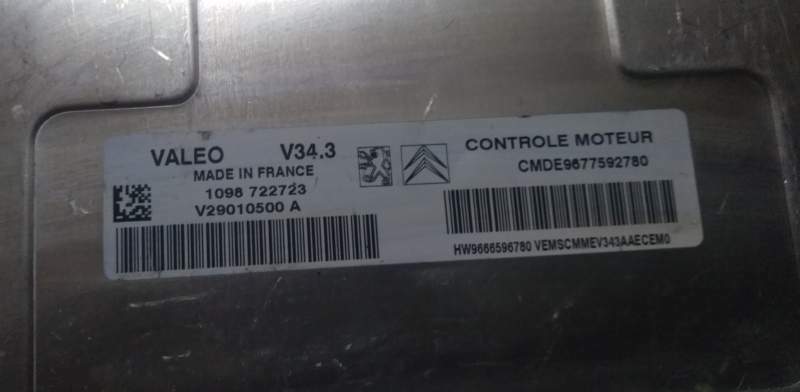 VALEO V34.3
MADE IN FRANCE
1098 722723
V29010500 A
CONTROLE MOTEUR
CMDE9677592780
HW9666596780 VEMSCMMEV343AAECEM0